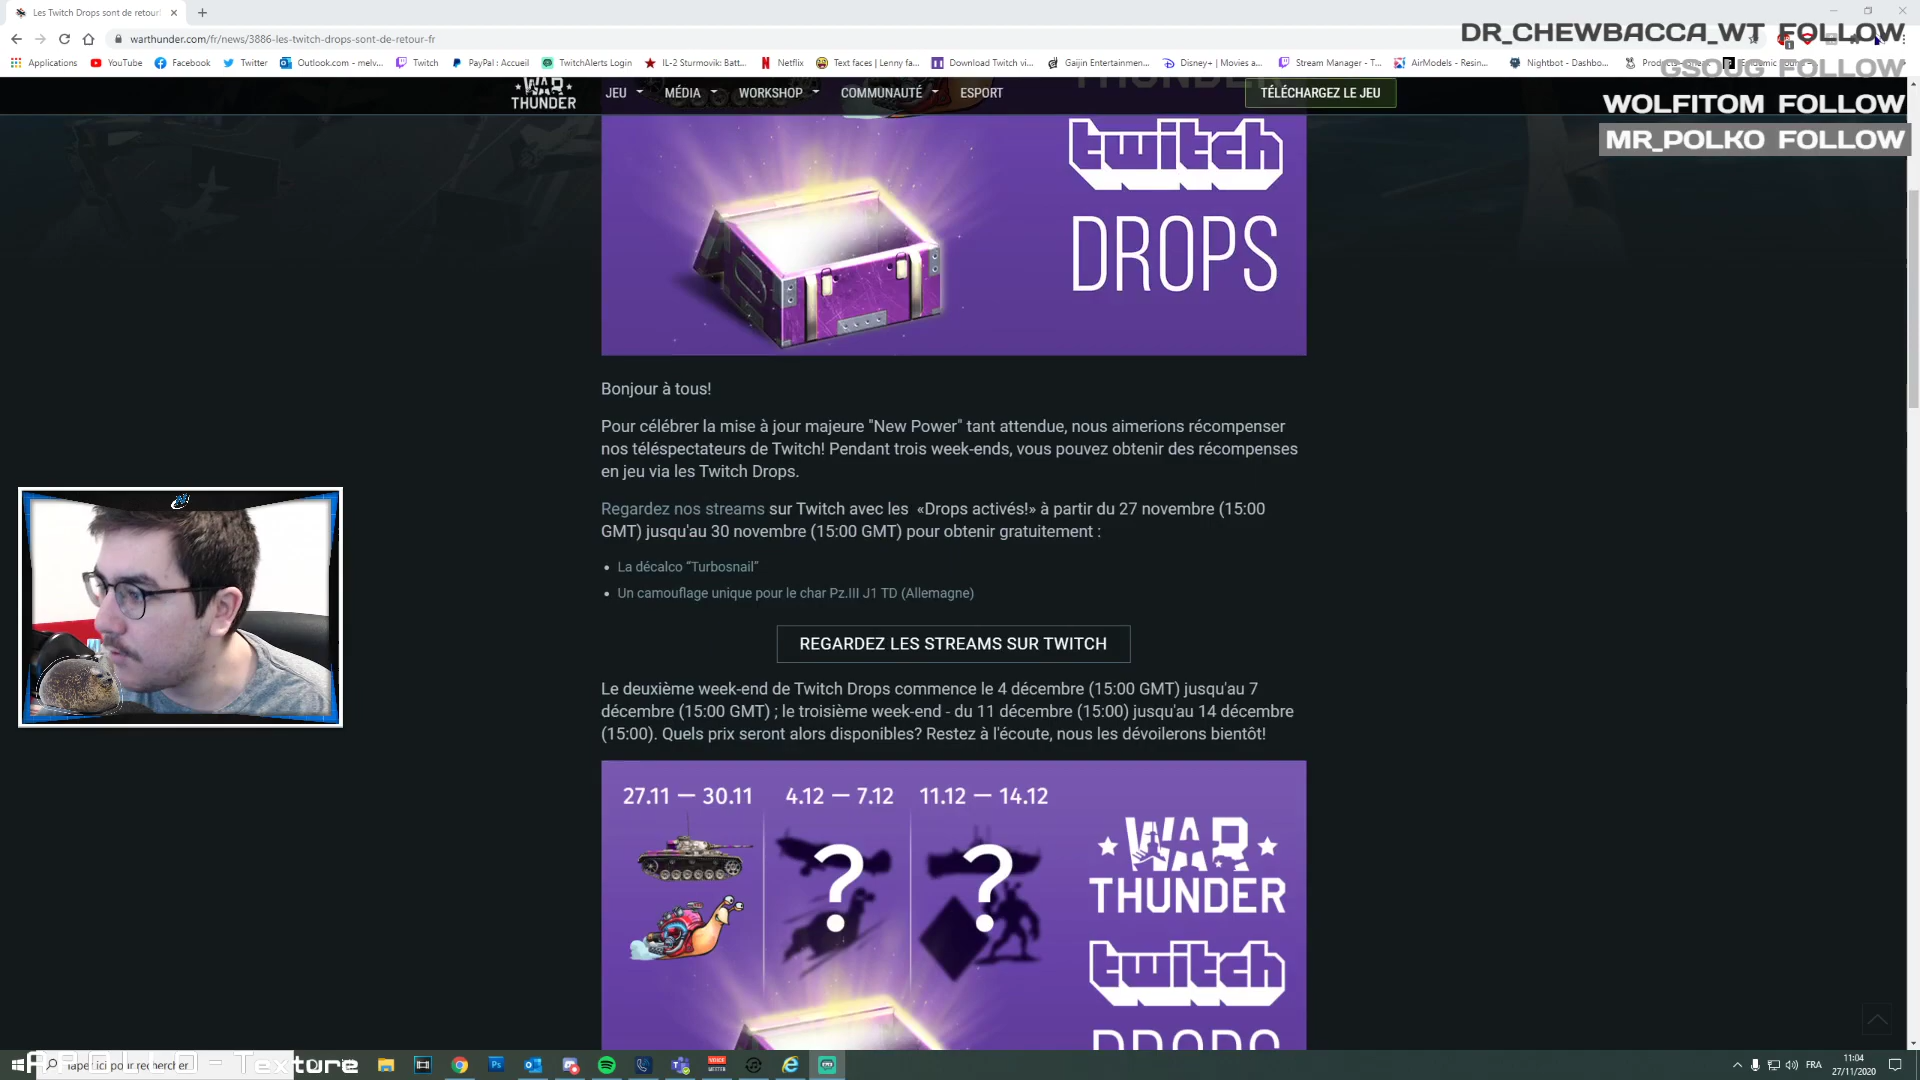 Les Twitch Drops sont de retour!
warthunder.com/fr/news/3886-les-twitch-drops-sont-de-retour-fr
DR_CHEWBACCA_WT FOLLOW
Applications YouTube Facebook Twitter Outlook.com - melv... Twitch PayPal : Accueil TwitchAlerts Login IL-2 Sturmovik: Batt... Netflix Text faces | Lenny fa... Download Twitch vi... Gaijin Entertainmen... Disney+ | Movies a... Stream Manager - T... AirModels - Resin... Nightbot - Dashbo...
GSOUG FOLLOW
WOLFITOM FOLLOW
MR_POLKO FOLLOW
WAR
THUNDER
JEU MÉDIA WORKSHOP COMMUNAUTÉ ESPORT
TÉLÉCHARGEZ LE JEU
twitch
DROPS
Bonjour à tous!
Pour célébrer la mise à jour majeure "New Power" tant attendue, nous aimerions récompenser
nos téléspectateurs de Twitch! Pendant trois week-ends, vous pouvez obtenir des récompenses
en jeu via les Twitch Drops.
Regardez nos streams sur Twitch avec les «Drops activés!» à partir du 27 novembre (15:00
GMT) jusqu'au 30 novembre (15:00 GMT) pour obtenir gratuitement :
La décalco “Turbosnail”
Un camouflage unique pour le char Pz.III J1 TD (Allemagne)
REGARDEZ LES STREAMS SUR TWITCH
Le deuxième week-end de Twitch Drops commence le 4 décembre (15:00 GMT) jusqu'au 7
décembre (15:00 GMT) ; le troisième week-end - du 11 décembre (15:00) jusqu'au 14 décembre
(15:00). Quels prix seront alors disponibles? Restez à l'écoute, nous les dévoilerons bientôt!
27.11 — 30.11 4.12 — 7.12 11.12 — 14.12
? ?
WAR
THUNDER
twitch
DROPS
Texture
ici pour rechercher
FRA
11:04
27/11/2020